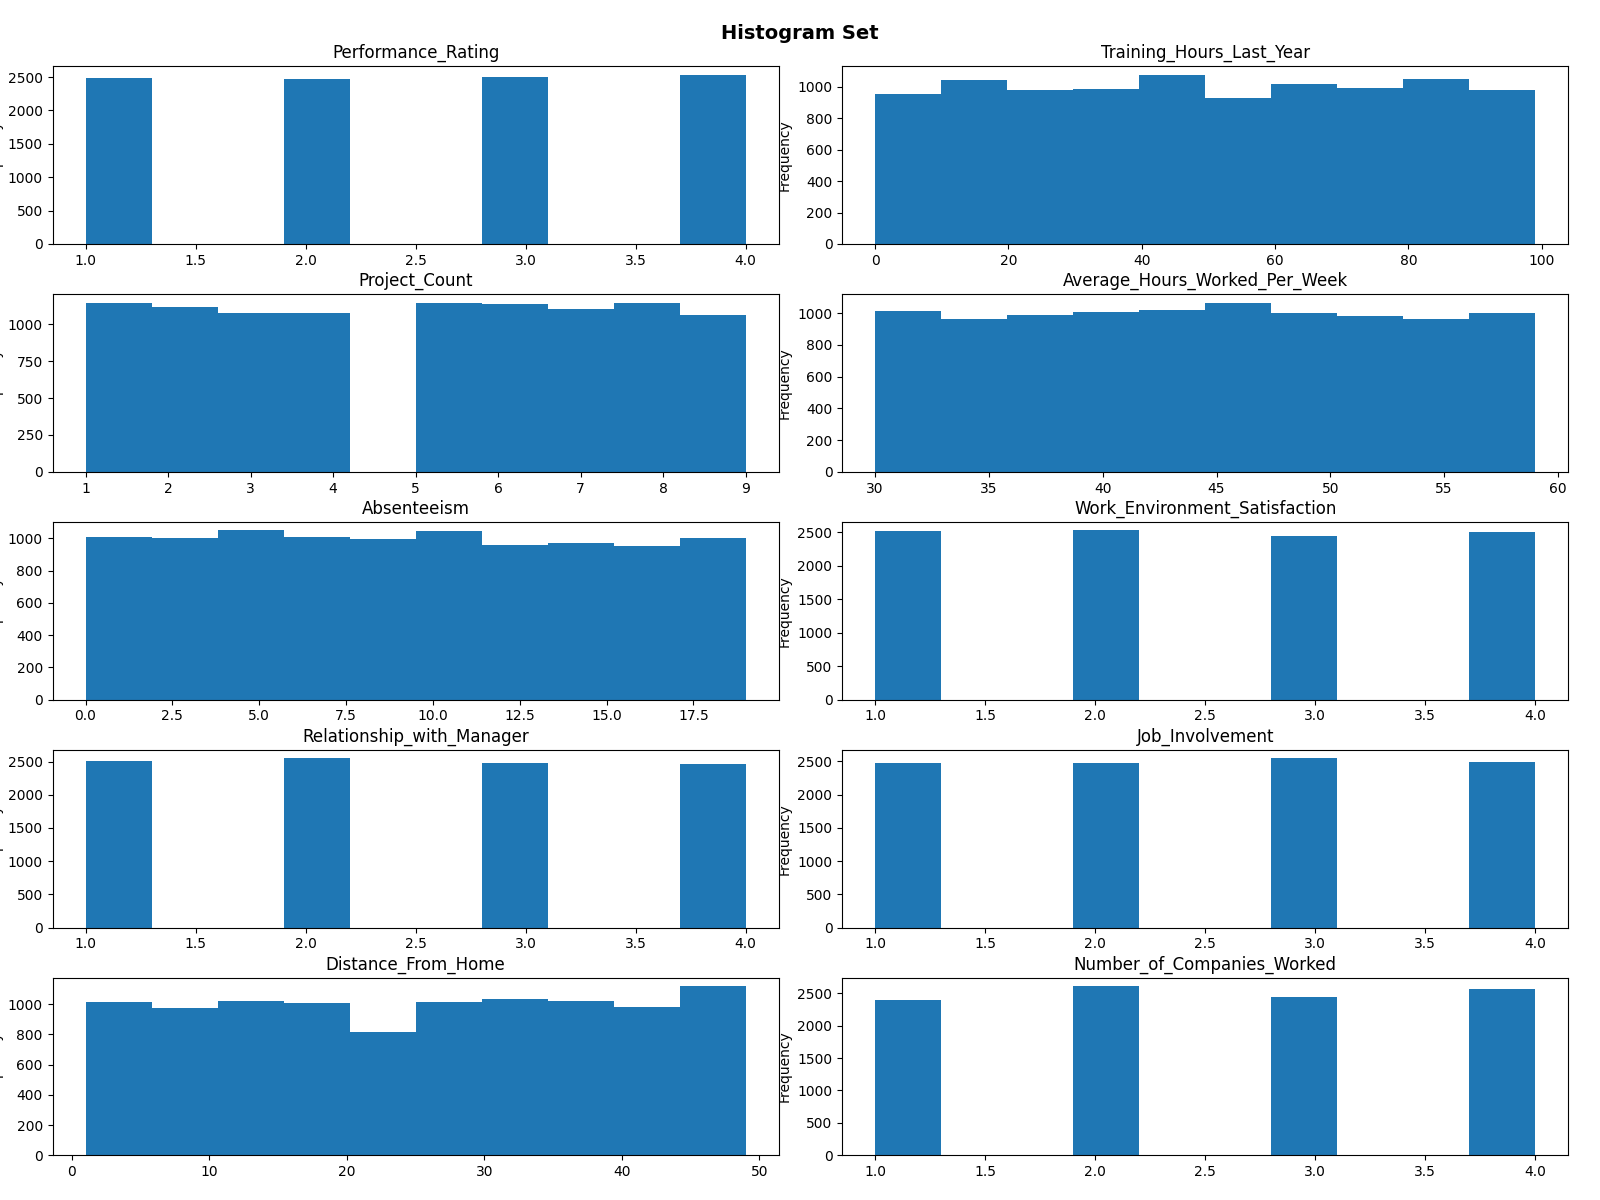 Histogram Set
Performance_Rating
Training_Hours_Last_Year
2500
2000
1500
1000
500
0
1.0 1.5 2.0 2.5 3.0 3.5 4.0
Frequency
1000
800
600
400
200
0
0 20 40 60 80 100
Project_Count
Average_Hours_Worked_Per_Week
1000
750
500
250
0
1 2 3 4 5 6 7 8 9
Frequency
1000
800
600
400
200
0
30 35 40 45 50 55 60
Absenteeism
Work_Environment_Satisfaction
1000
800
600
400
200
0
0.0 2.5 5.0 7.5 10.0 12.5 15.0 17.5
Frequency
2500
2000
1500
1000
500
0
1.0 1.5 2.0 2.5 3.0 3.5 4.0
Relationship_with_Manager
Job_Involvement
2500
2000
1500
1000
500
0
1.0 1.5 2.0 2.5 3.0 3.5 4.0
Frequency
2500
2000
1500
1000
500
0
1.0 1.5 2.0 2.5 3.0 3.5 4.0
Distance_From_Home
Number_of_Companies_Worked
1000
800
600
400
200
0
0 10 20 30 40 50
Frequency
2500
2000
1500
1000
500
0
1.0 1.5 2.0 2.5 3.0 3.5 4.0